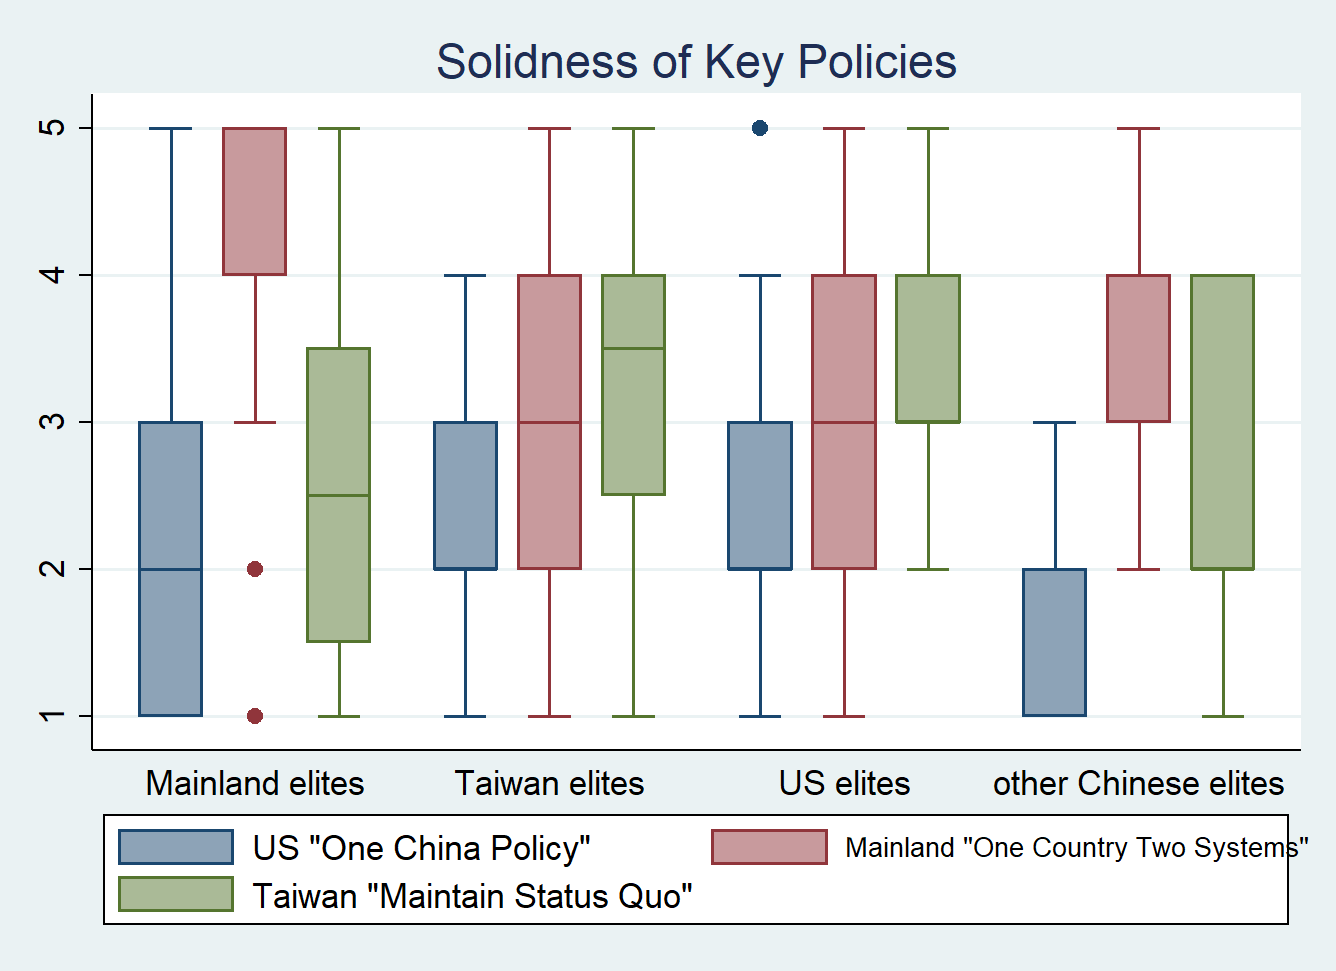 Solidness of Key Policies
5
4
3
2
1
Mainland elites Taiwan elites US elites other Chinese elites
US "One China Policy" Mainland "One Country Two Systems"
Taiwan "Maintain Status Quo"